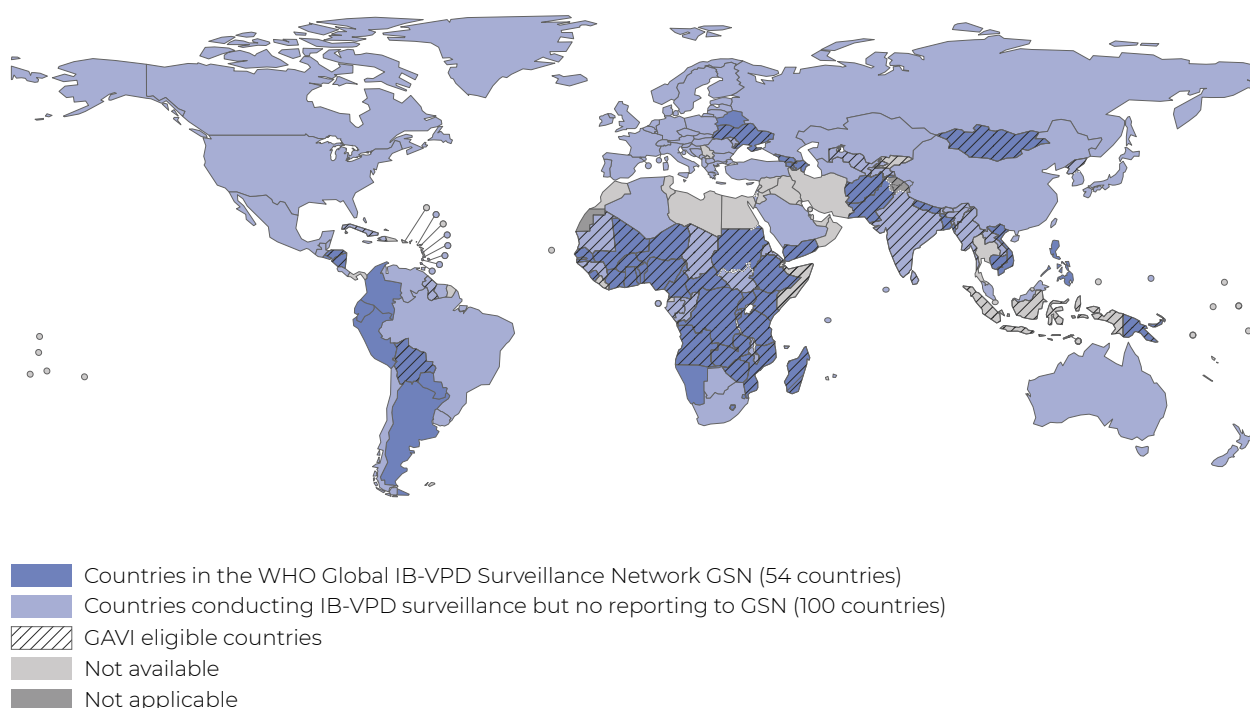 Countries in the WHO Global IB-VPD Surveillance Network GSN (54 countries)
Countries conducting IB-VPD surveillance but no reporting to GSN (100 countries)
GAVI eligible countries
Not available
Not applicable